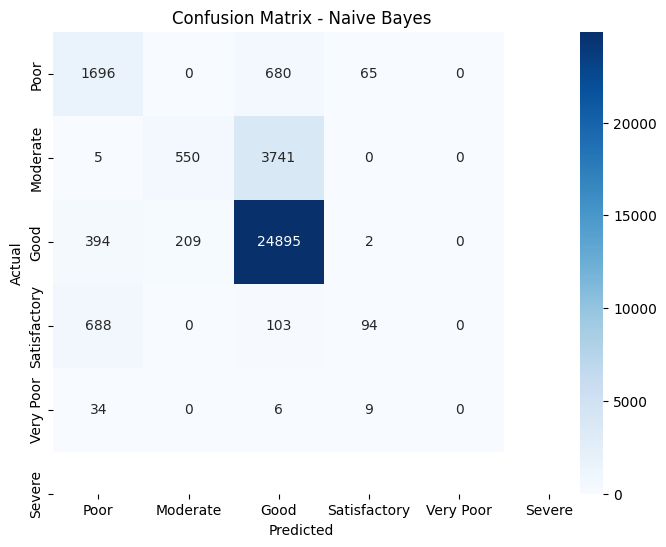 Confusion Matrix - Naive Bayes
Actual
Poor
1696 0 680 65 0
Moderate
5 550 3741 0 0
Good
394 209 24895 2 0
Satisfactory
688 0 103 94 0
Very Poor
34 0 6 9 0
Severe
Poor Moderate Good Satisfactory Very Poor Severe
Predicted
20000
15000
10000
5000
0